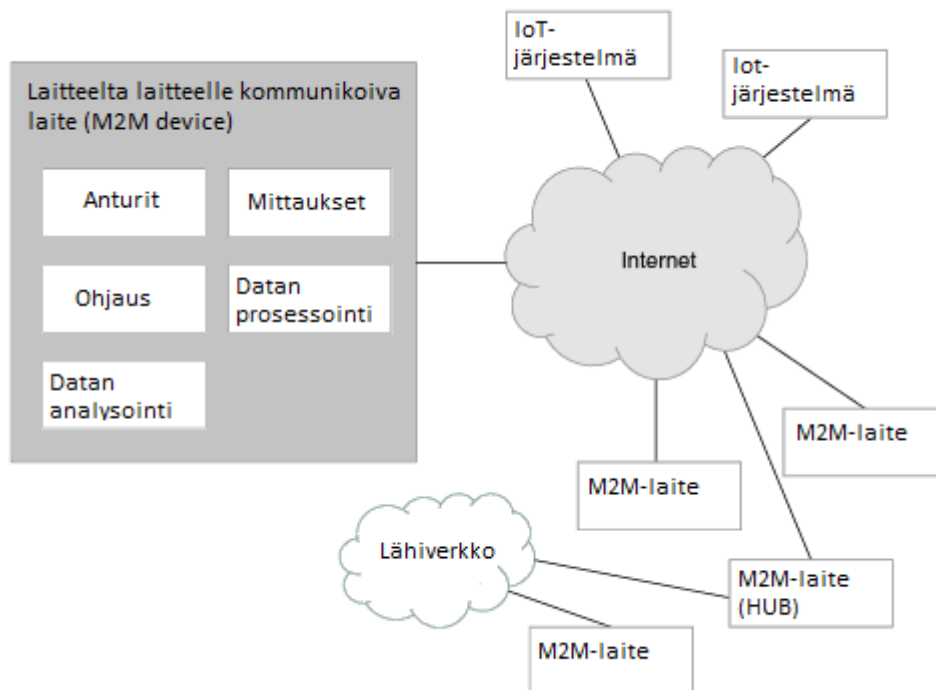 IoT-
järjestelmä
Iot-
järjestelmä
Laitteelta laitteelle kommunikoiva
laite (M2M device)
Anturit
Mittaukset
Ohjaus
Datan
prosessointi
Datan
analysointi
Internet
M2M-laite
M2M-laite
Lähiverkko
M2M-laite
(HUB)
M2M-laite